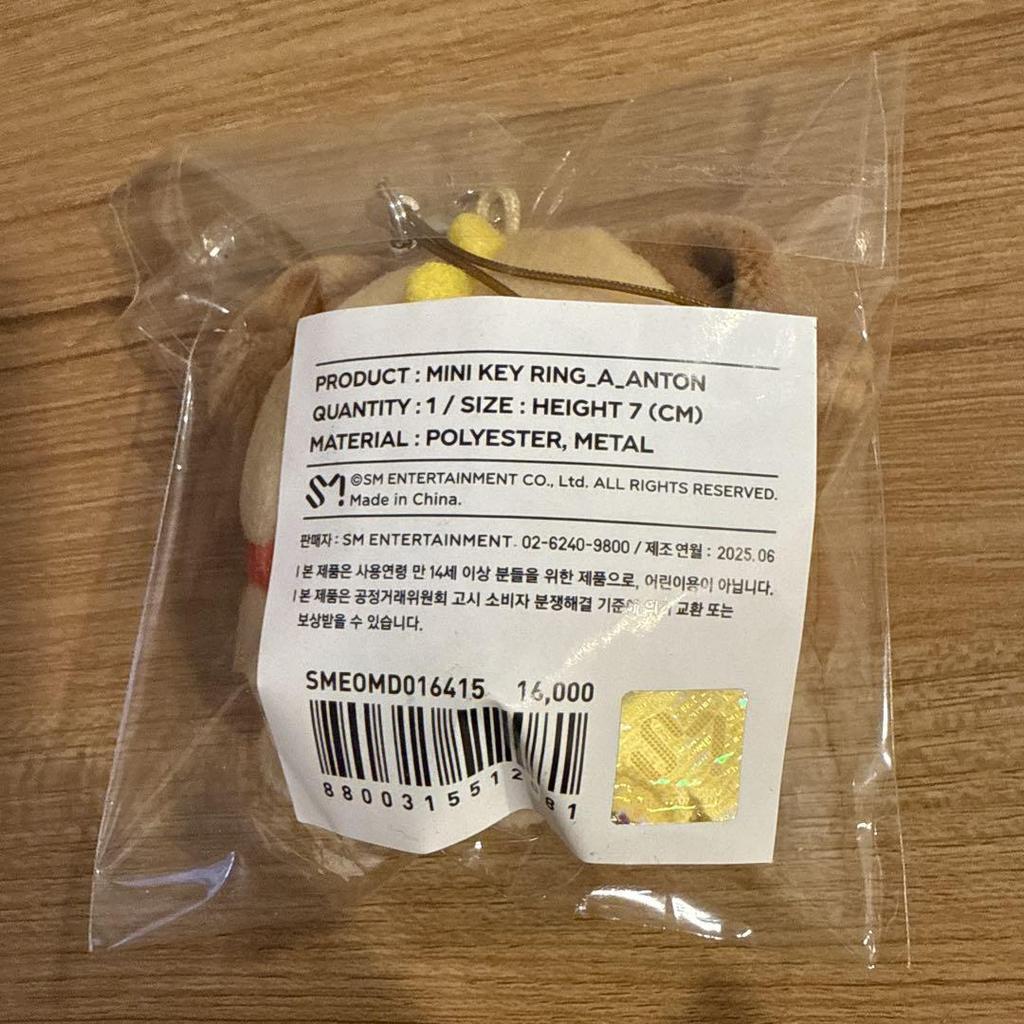 PRODUCT : MINI KEY RING_A_ANTON
QUANTITY : 1 / SIZE : HEIGHT 7 (CM)
MATERIAL : POLYESTER, METAL
SM ©SM ENTERTAINMENT CO., Ltd. ALL RIGHTS RESERVED.
Made in China.
판매자 : SM ENTERTAINMENT. 02-6240-9800 / 제조연월 : 2025.06
| 본 제품은 사용연령 만 14세 이상 분들을 위한 제품으로, 어린이용이 아닙니다.
| 본 제품은 공정거래위원회 고시 소비자 분쟁해결 교환 또는
보상받을 수 있습니다.
SMEOMD016415 16,000
SM